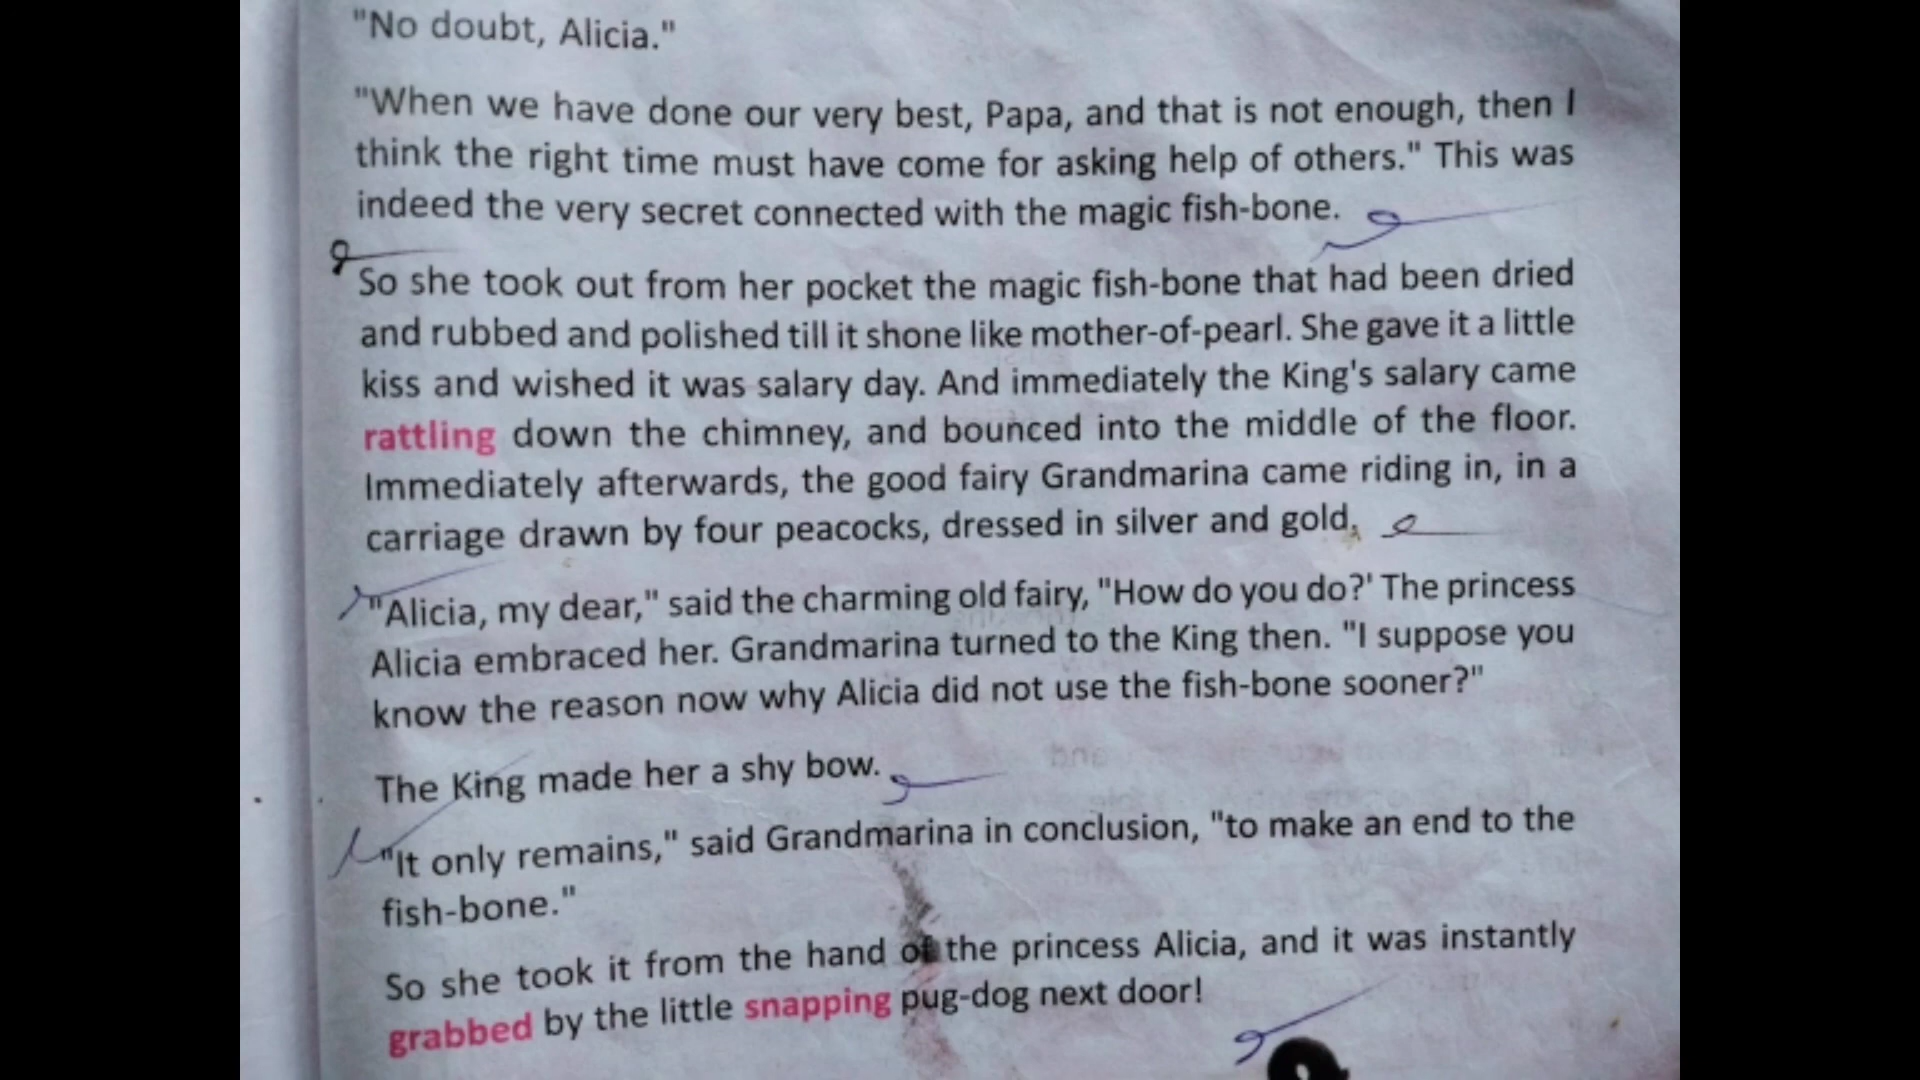 "No doubt, Alicia."
"When we have done our very best, Papa, and that is not enough, then I
think the right time must have come for asking help of others." This was
indeed the very secret connected with the magic fish-bone.
So she took out from her pocket the magic fish-bone that had been dried
and rubbed and polished till it shone like mother-of-pearl. She gave it a little
kiss and wished it was salary day. And immediately the King's salary came
rattling down the chimney, and bounced into the middle of the floor.
Immediately afterwards, the good fairy Grandmarina came riding in, in a
carriage drawn by four peacocks, dressed in silver and gold.
"Alicia, my dear," said the charming old fairy, "How do you do?' The princess
Alicia embraced her. Grandmarina turned to the King then. "I suppose you
know the reason now why Alicia did not use the fish-bone sooner?"
The King made her a shy bow.
"It only remains," said Grandmarina in conclusion, "to make an end to the
fish-bone."
So she took it from the hand of the princess Alicia, and it was instantly
grabbed by the little snapping pug-dog next door!